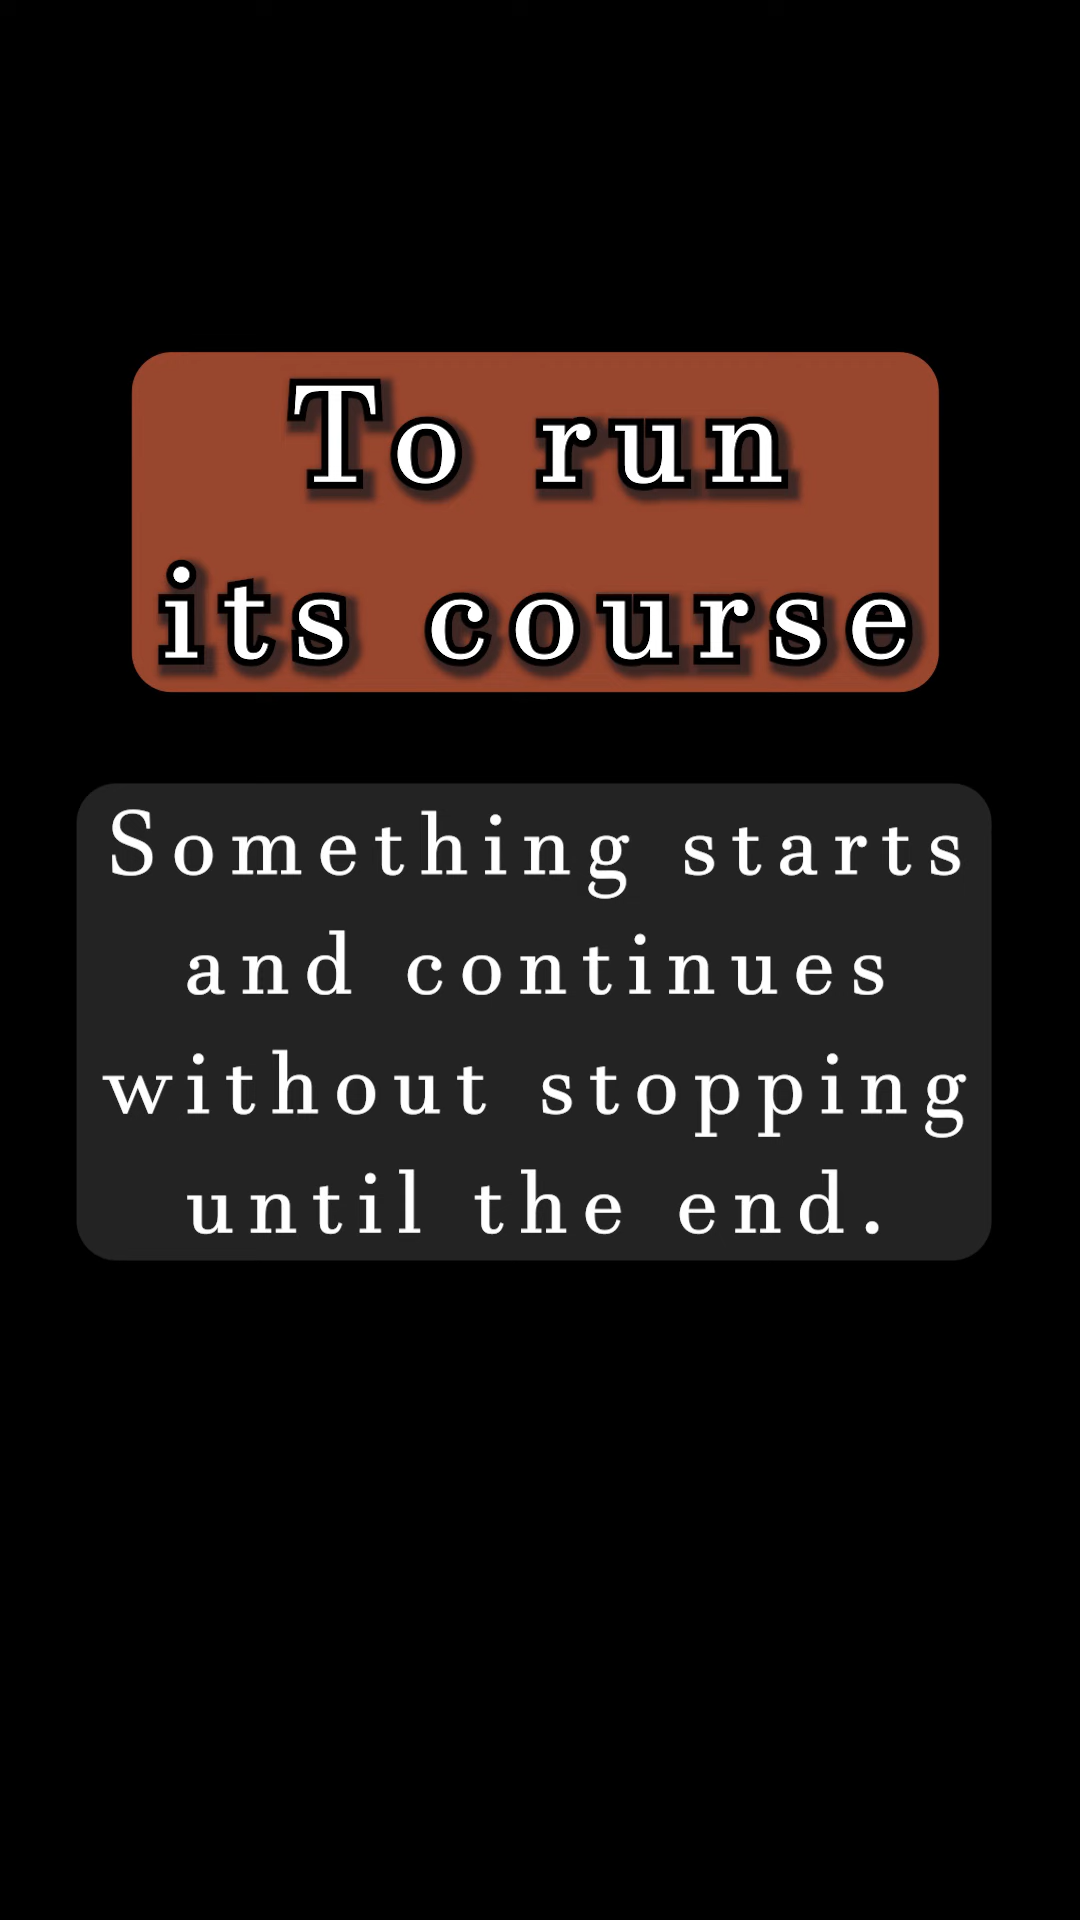 To run
its course
Something starts
and continues
without stopping
until the end.